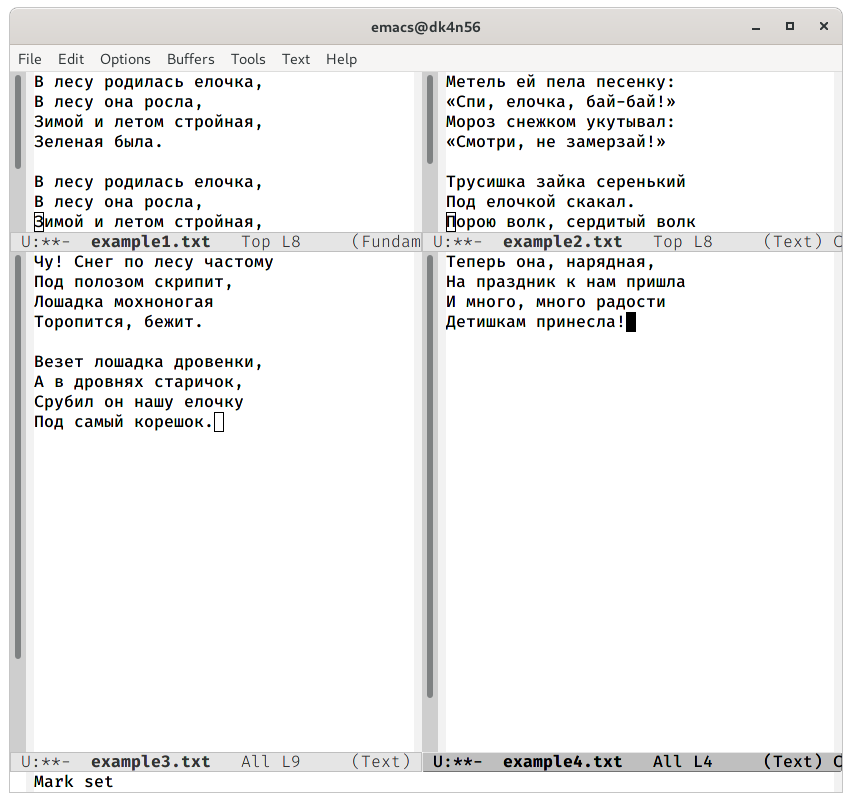 emacs@dk4n56
File Edit Options Buffers Tools Text Help
В лесу родилась елочка,
В лесу она росла,
Зимой и летом стройная,
Зеленая была.
В лесу родилась елочка,
В лесу она росла,
Зимой и летом стройная,
U:**- example1.txt Top L8 (Fundam
Метель ей пела песенку:
«Спи, елочка, бай-бай!»
Мороз снежком укутывал:
«Смотри, не замерзай!»
Трусишка зайка серенький
Под елочкой скакал.
Порою волк, сердитый волк
U:**- example2.txt Top L8 (Text) C
Чу! Снег по лесу частому
Под полозом скрипит,
Лошадка мохноногая
Торопится, бежит.
Везет лошадка дровенки,
А в дровнях старичок,
Срубил он нашу елочку
Под самый корешок.
U:**- example3.txt All L9 (Text)
Теперь она, нарядная,
На праздник к нам пришла
И много, много радости
Детишкам принесла!
U:**- example4.txt All L4 (Text) C
Mark set